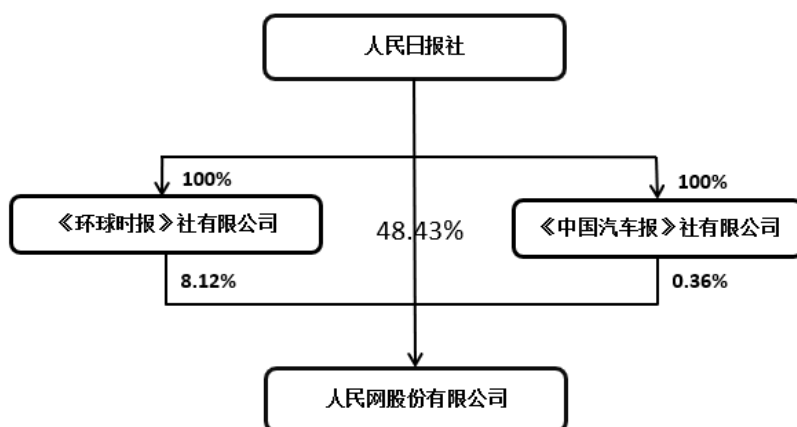 人民日报社
100%
100%
《环球时报》社有限公司
48.43%
《中国汽车报》社有限公司
8.12%
0.36%
人民网股份有限公司